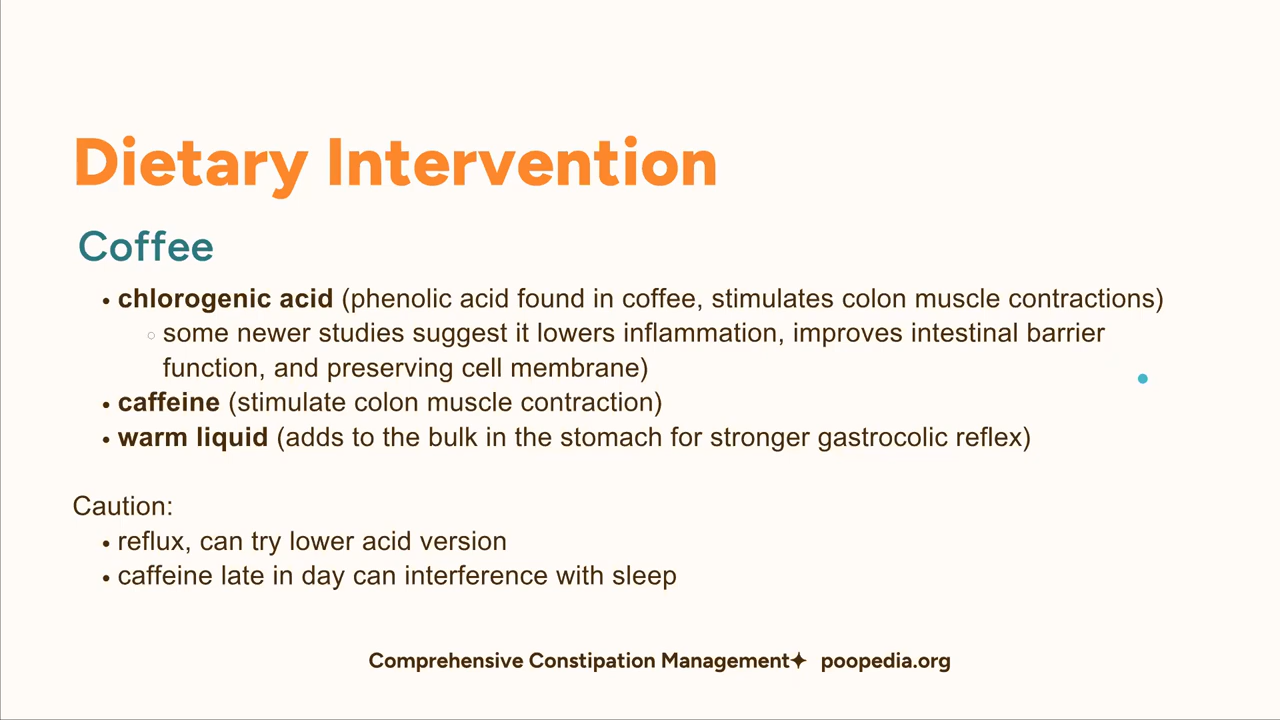 Dietary Intervention
Coffee
• chlorogenic acid (phenolic acid found in coffee, stimulates colon muscle contractions)
◦ some newer studies suggest it lowers inflammation, improves intestinal barrier
function, and preserving cell membrane)
• caffeine (stimulate colon muscle contraction)
• warm liquid (adds to the bulk in the stomach for stronger gastrocolic reflex)
Caution:
• reflux, can try lower acid version
• caffeine late in day can interference with sleep
Comprehensive Constipation Management✦ poopedia.org